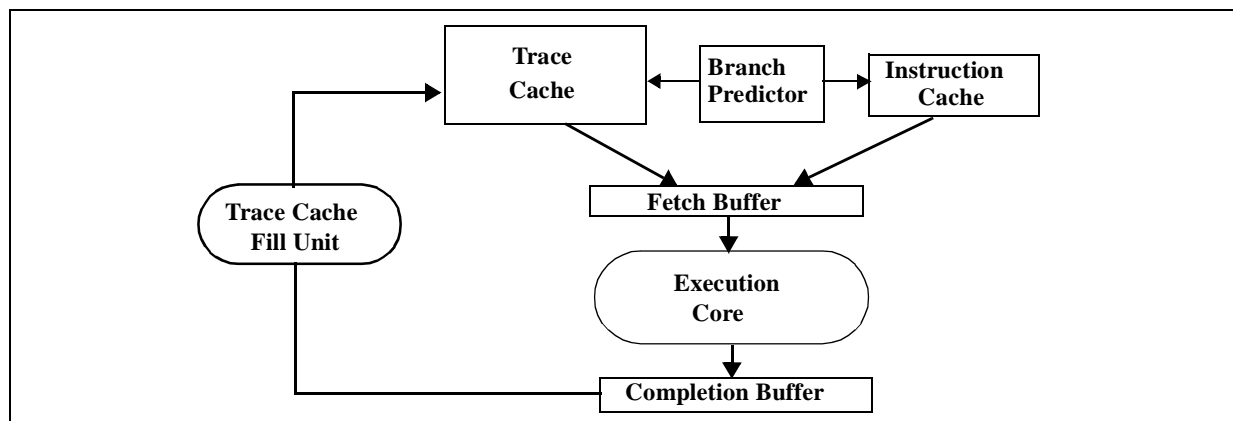 Trace
Cache
Branch
Predictor
Instruction
Cache
Fetch Buffer
Trace Cache
Fill Unit
Execution
Core
Completion Buffer